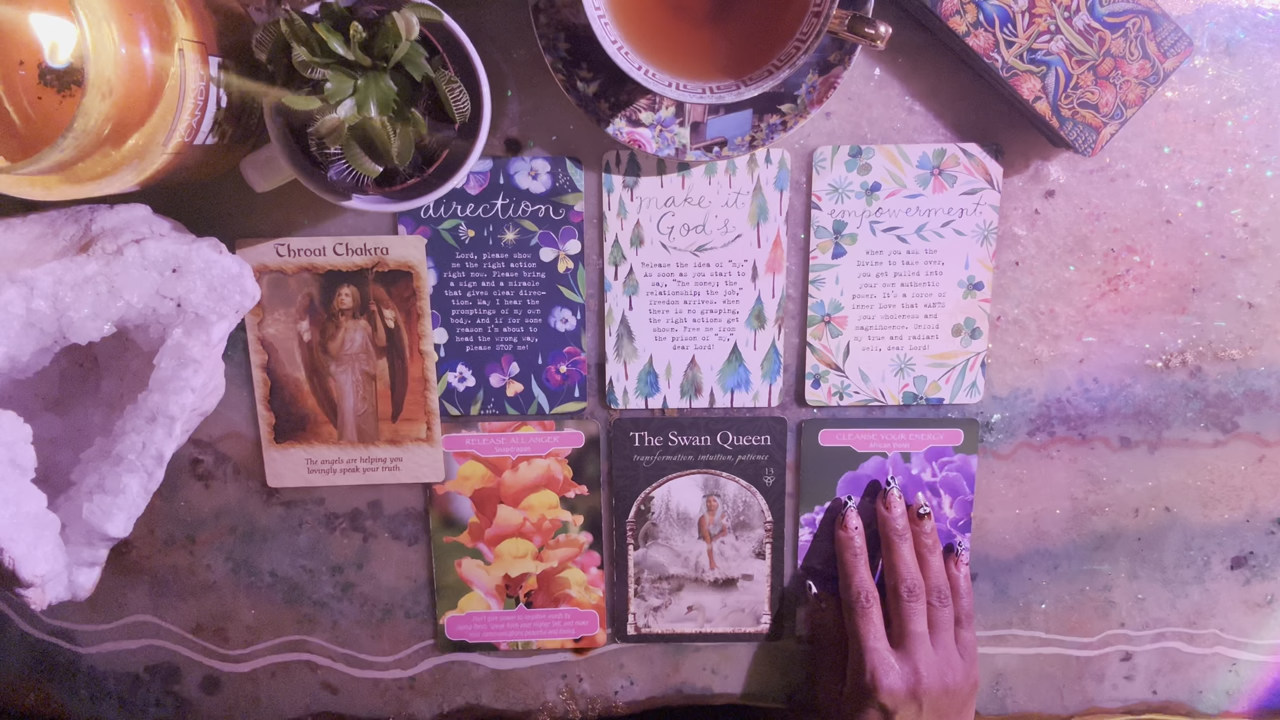 CANDL
Throat Chakra
The angels are helping you
lovingly speak your truth.
direction
Lord, please show
me the right action
right now. Please bring
a sign and a miracle
that gives clear direc-
tion. May I hear the
promptings of my own
body. And if for some
reason I'm about to
head the wrong way,
please STOP me!
make it
God's
Release the idea of "my."
As soon as you start to
say, "The money; the
relationship; the job,"
freedom arrives. When
there is no grasping,
the right actions get
shown. Free me from
the prison of "my,"
dear Lord!
empowerment
When you ask the
Divine to take over,
you get pulled into
your own authentic
power. It's a force of
inner Love that WANTS
your wholeness and
magnificence. Unfold
my true and radiant
self, dear Lord!
RELEASE ALL ANGER
Snapdragon
The Swan Queen
transformation, intuition, patience
13
CLEANSE YOUR ENERGY
African Violet